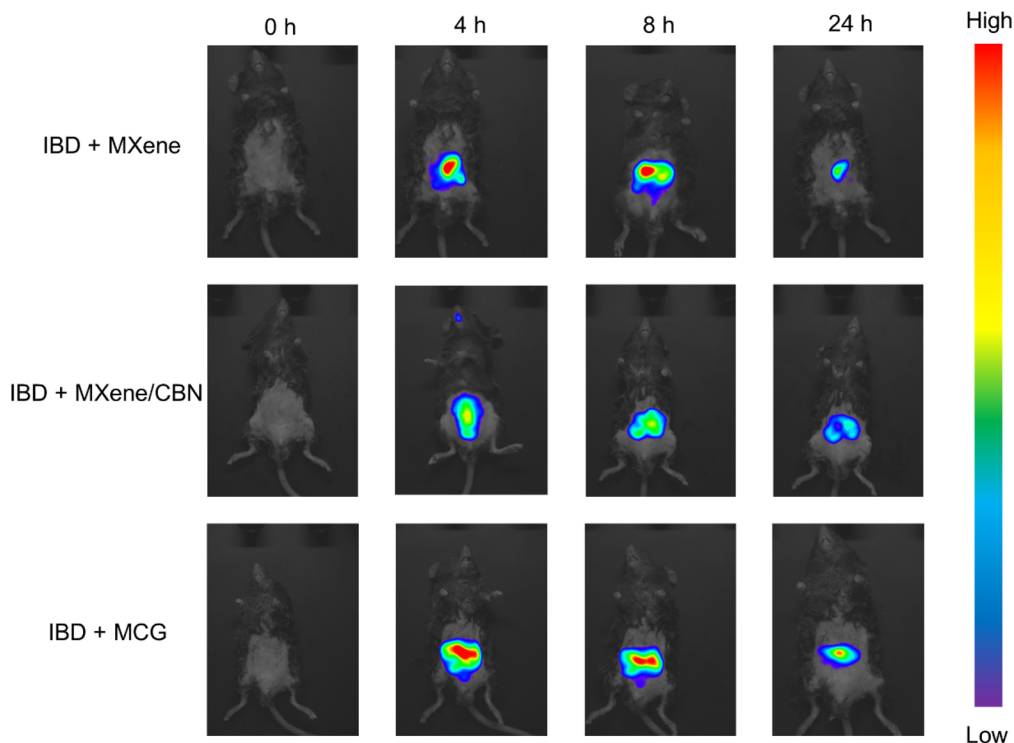 0 h
4 h
8 h
24 h
High
IBD + MXene
IBD + MXene/CBN
IBD + MCG
Low